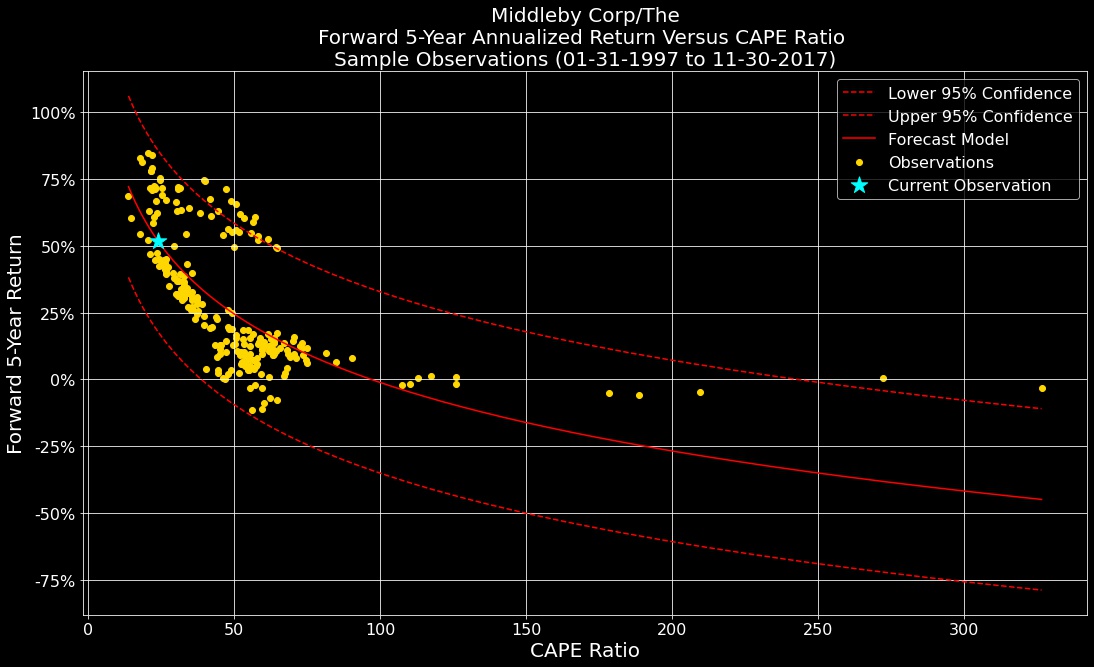 Middleby Corp/The
Forward 5-Year Annualized Return Versus CAPE Ratio
Sample Observations (01-31-1997 to 11-30-2017)
Lower 95% Confidence
Upper 95% Confidence
Forecast Model
Observations
Current Observation
Forward 5-Year Return
100%
75%
50%
25%
0%
-25%
-50%
-75%
0 50 100 150 200 250 300
CAPE Ratio